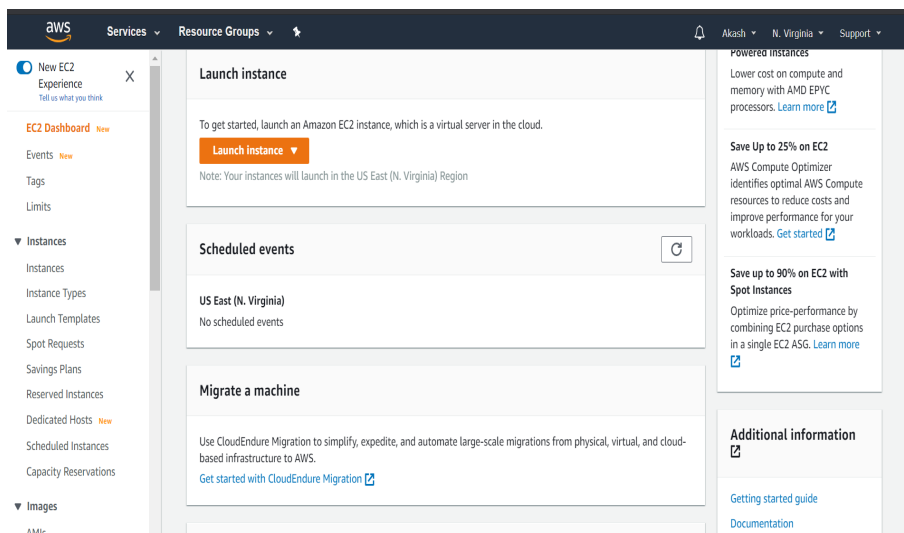 aws
Services
Resource Groups
Akash
N. Virginia
Support
New EC2
Experience
Tell us what you think
X
EC2 Dashboard New
Events New
Tags
Limits
Instances
Instances
Instance Types
Launch Templates
Spot Requests
Savings Plans
Reserved Instances
Dedicated Hosts New
Scheduled Instances
Capacity Reservations
Images
AMIs
Launch instance
To get started, launch an Amazon EC2 instance, which is a virtual server in the cloud.
Launch instance
Note: Your instances will launch in the US East (N. Virginia) Region
Scheduled events
US East (N. Virginia)
No scheduled events
Migrate a machine
Use CloudEndure Migration to simplify, expedite, and automate large-scale migrations from physical, virtual, and cloud-
based infrastructure to AWS.
Get started with CloudEndure Migration
Powered Instances
Lower cost on compute and
memory with AMD EPYC
processors. Learn more
Save Up to 25% on EC2
AWS Compute Optimizer
identifies optimal AWS Compute
resources to reduce costs and
improve performance for your
workloads. Get started
Save up to 90% on EC2 with
Spot Instances
Optimize price-performance by
combining EC2 purchase options
in a single EC2 ASG. Learn more
Additional information
Getting started guide
Documentation